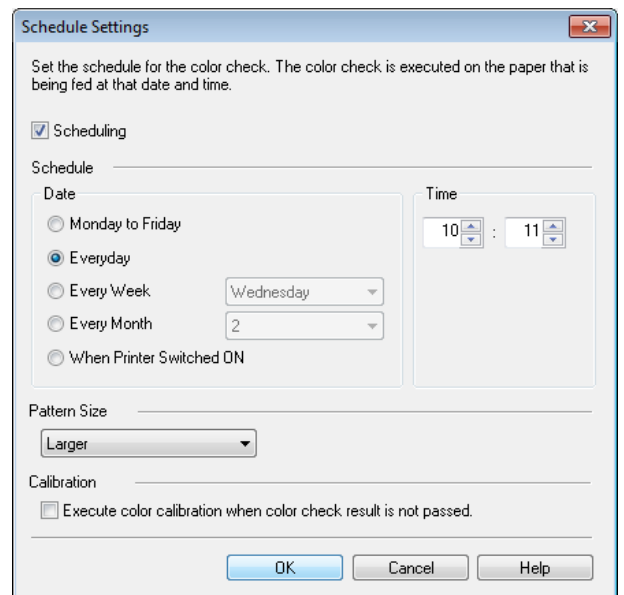 Schedule Settings
Set the schedule for the color check. The color check is executed on the paper that is
being fed at that date and time.
Scheduling
Schedule
Date
Time
Monday to Friday
10 : 11
Everyday
Every Week Wednesday
Every Month 2
When Printer Switched ON
Pattern Size
Larger
Calibration
Execute color calibration when color check result is not passed.
OK Cancel Help